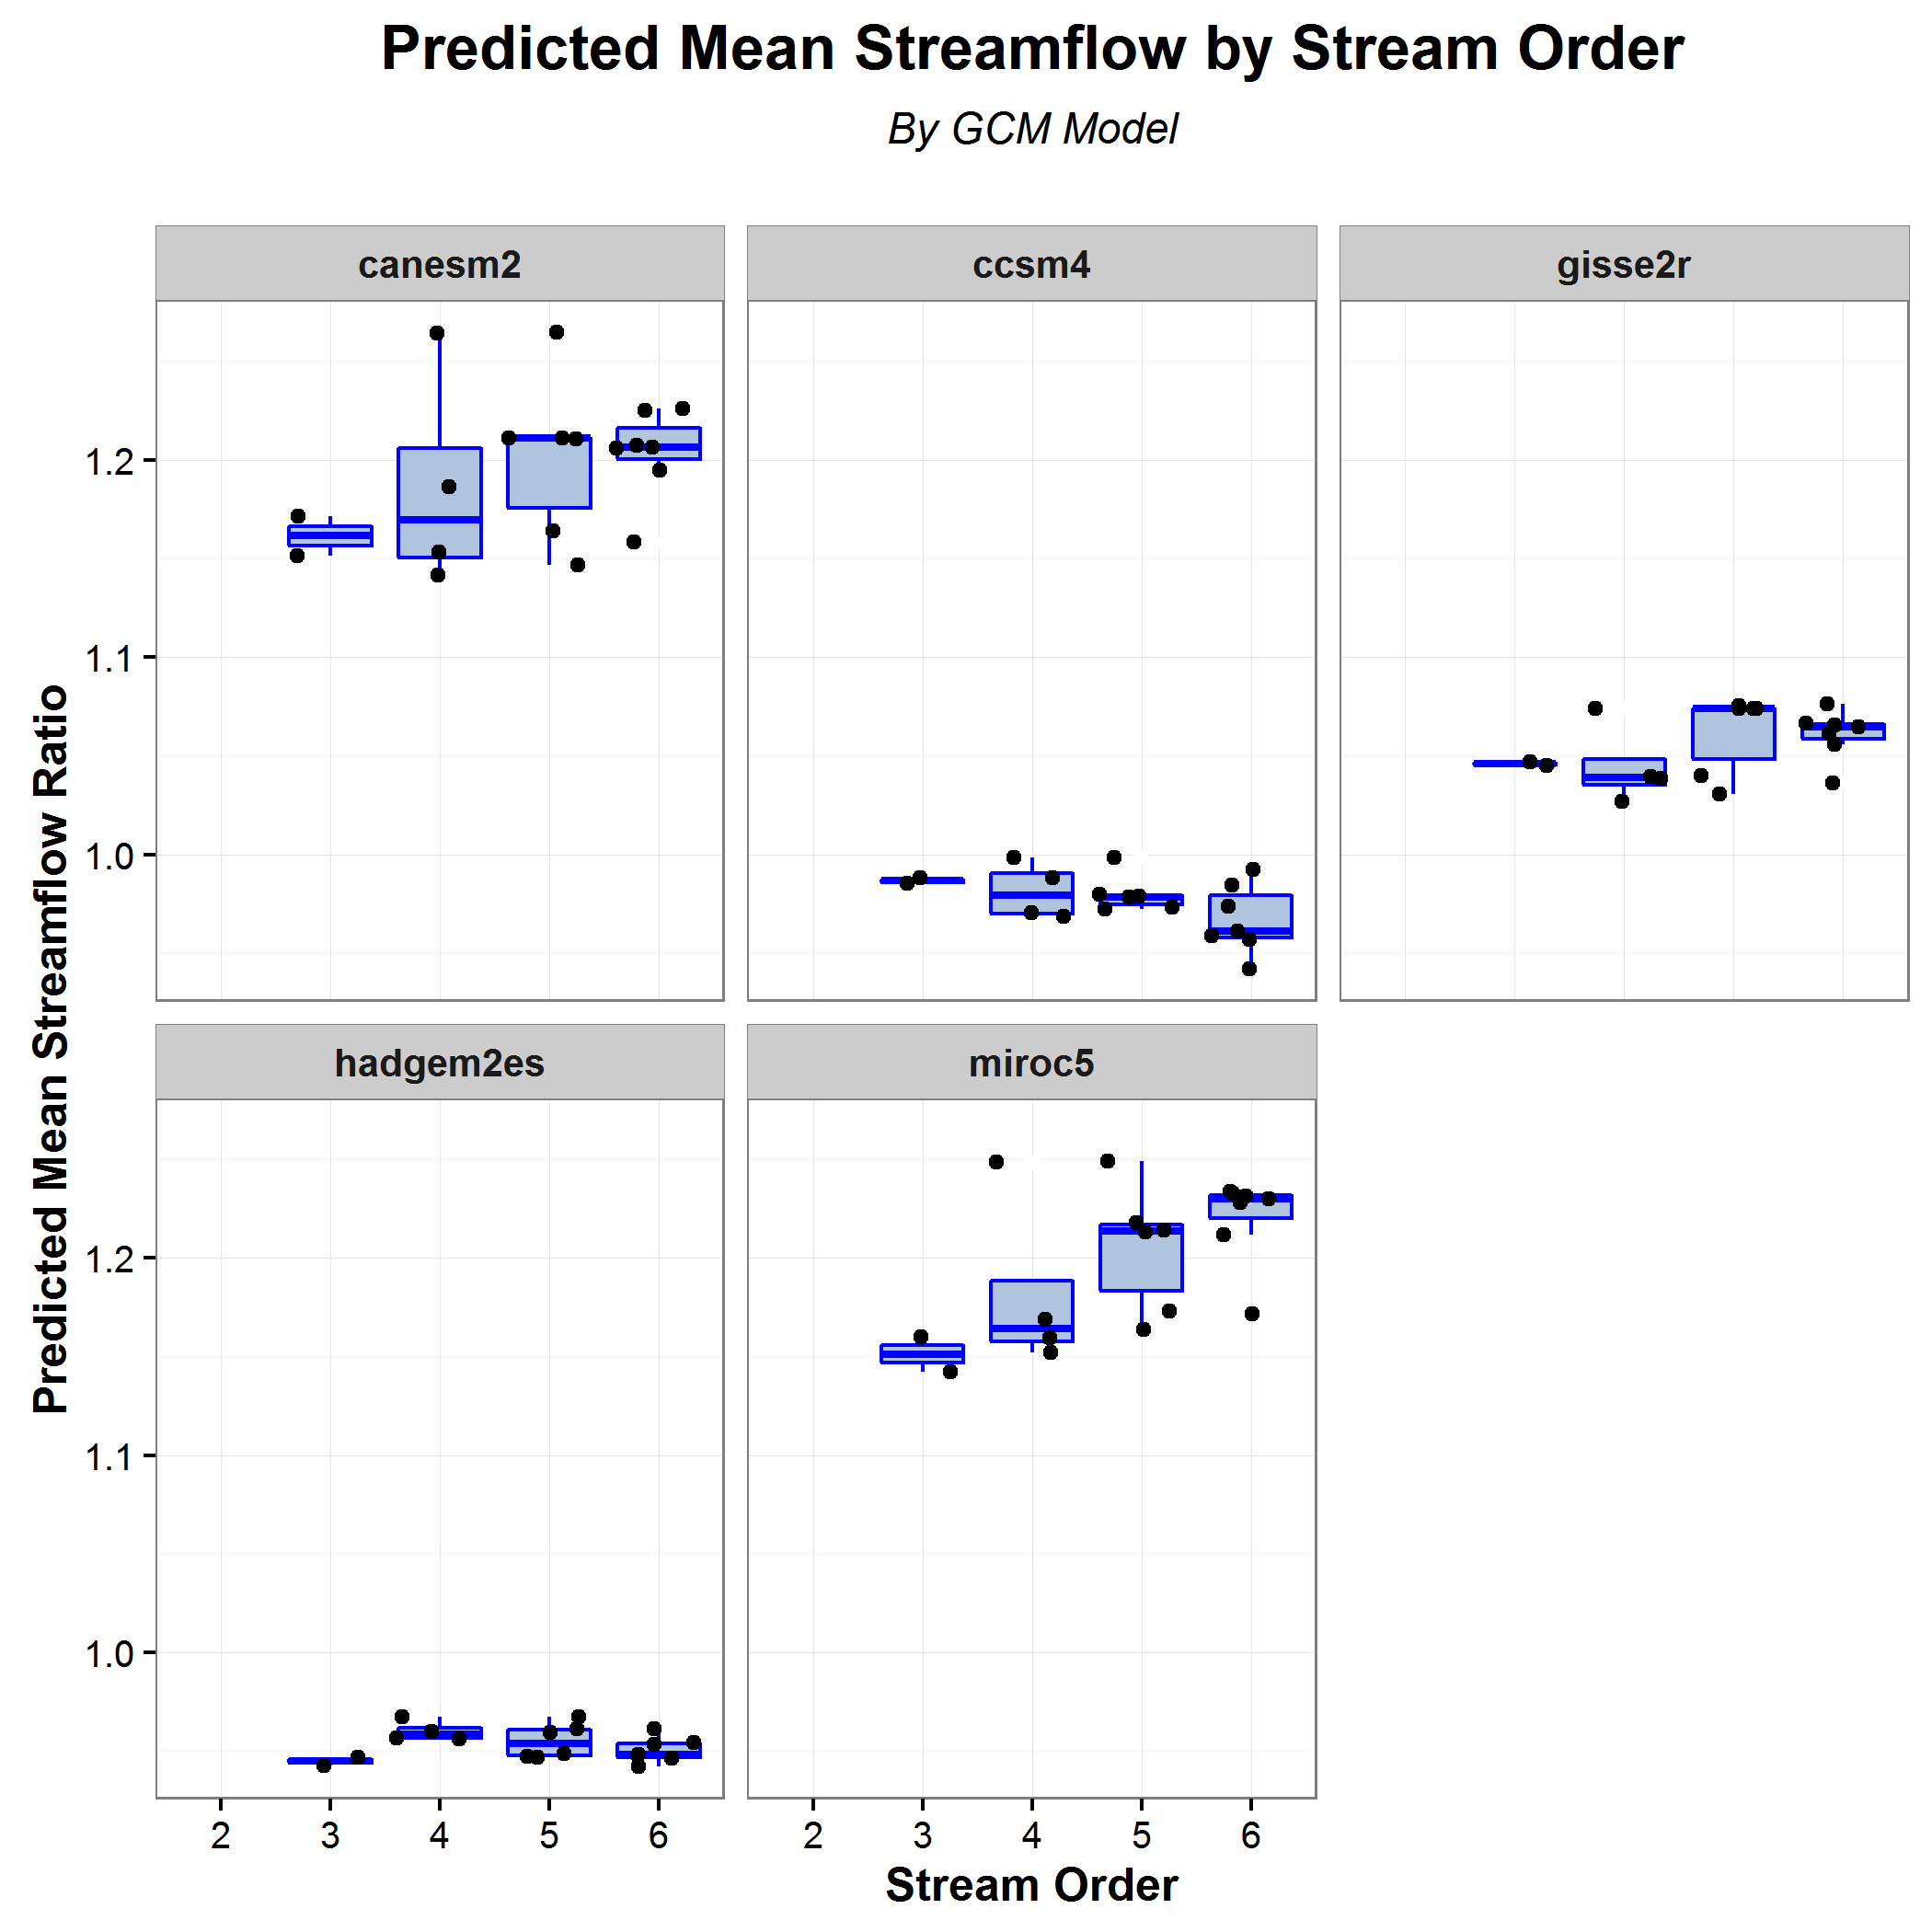 Predicted Mean Streamflow by Stream Order
By GCM Model
canesm2
ccsm4
gisse2r
1.2
1.1
1.0
Predicted Mean Streamflow Ratio
hadgem2es
miroc5
1.2
1.1
1.0
2 3 4 5 6
2 3 4 5 6
Stream Order